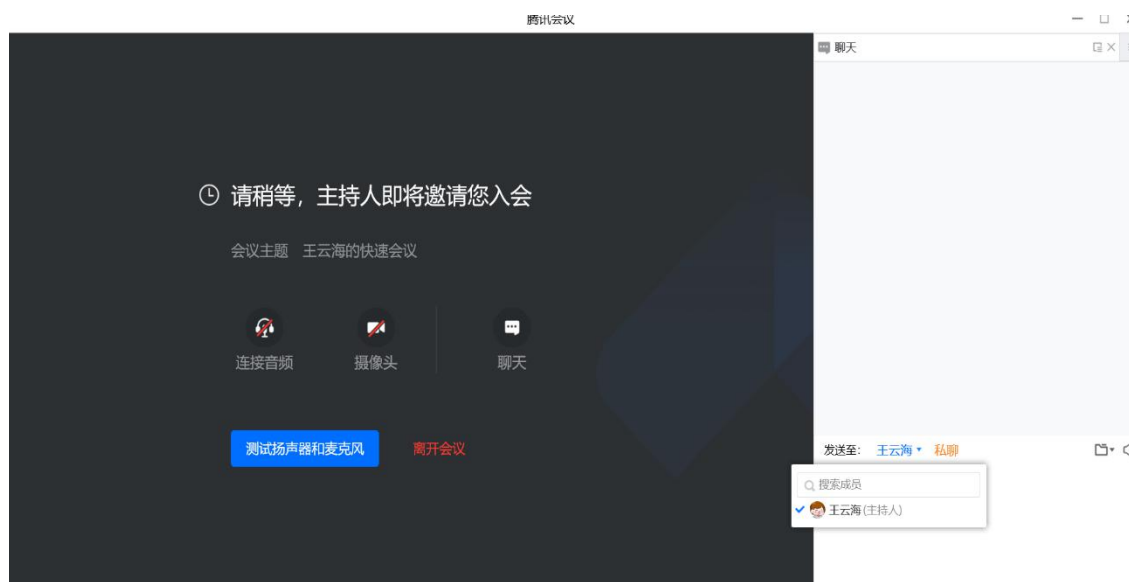 腾讯会议
聊天
请稍等，主持人即将邀请您入会
会议主题 王云海的快速会议
连接音频 摄像头 聊天
测试扬声器和麦克风 离开会议
发送至： 王云海 私聊
搜索成员
王云海(主持人)